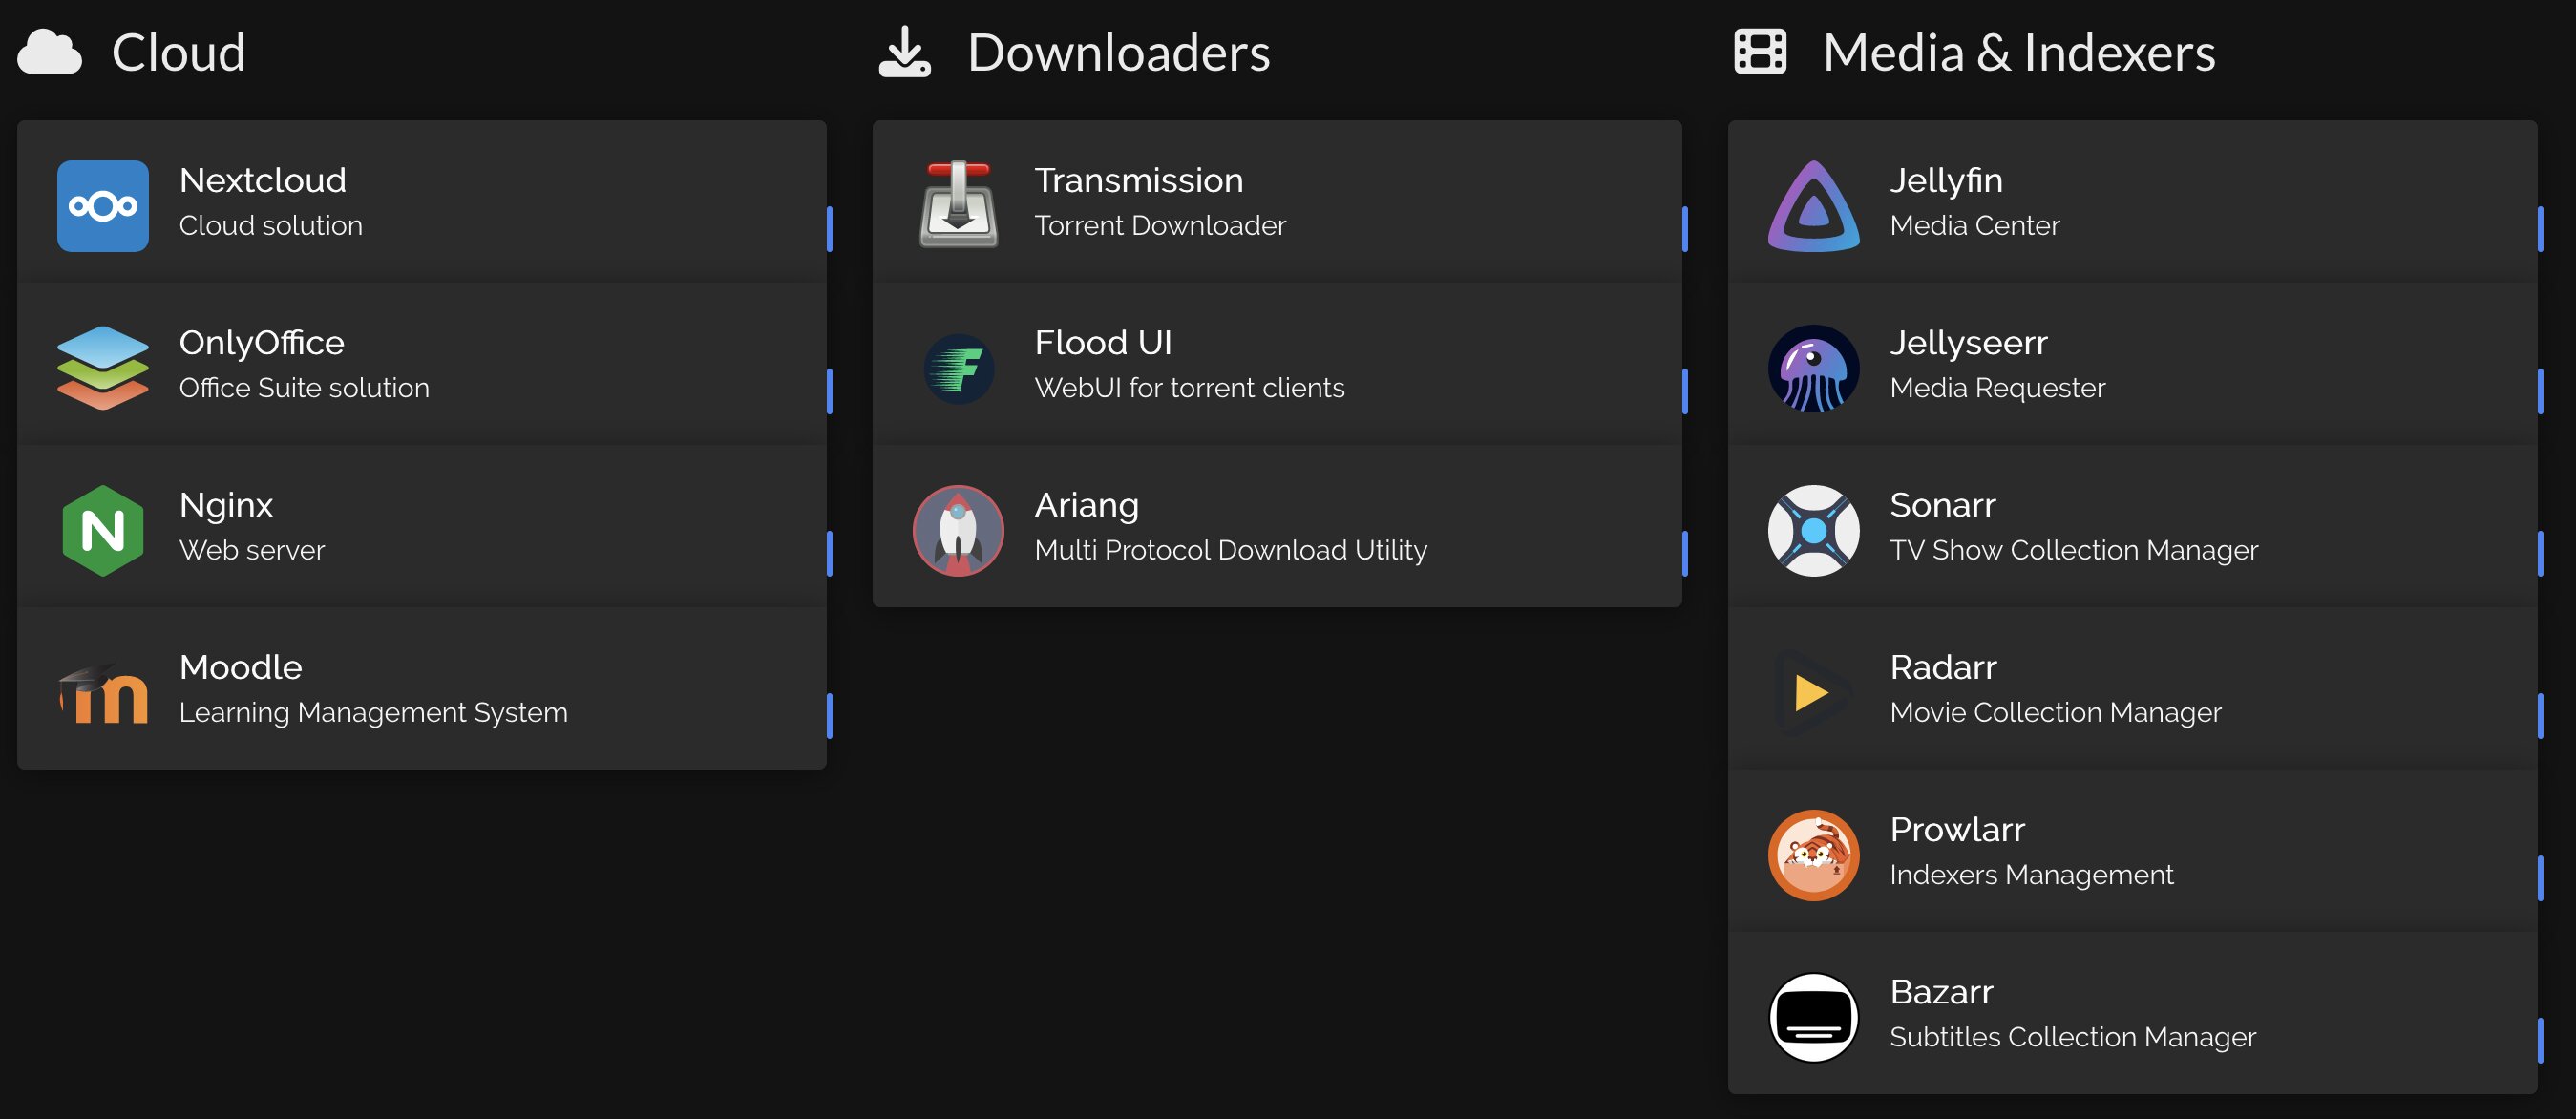 Cloud
Nextcloud
Cloud solution
OnlyOffice
Office Suite solution
Nginx
Web server
Moodle
Learning Management System
Downloaders
Transmission
Torrent Downloader
Flood UI
WebUI for torrent clients
Ariang
Multi Protocol Download Utility
Media & Indexers
Jellyfin
Media Center
Jellyseerr
Media Requester
Sonarr
TV Show Collection Manager
Radarr
Movie Collection Manager
Prowlarr
Indexers Management
Bazarr
Subtitles Collection Manager